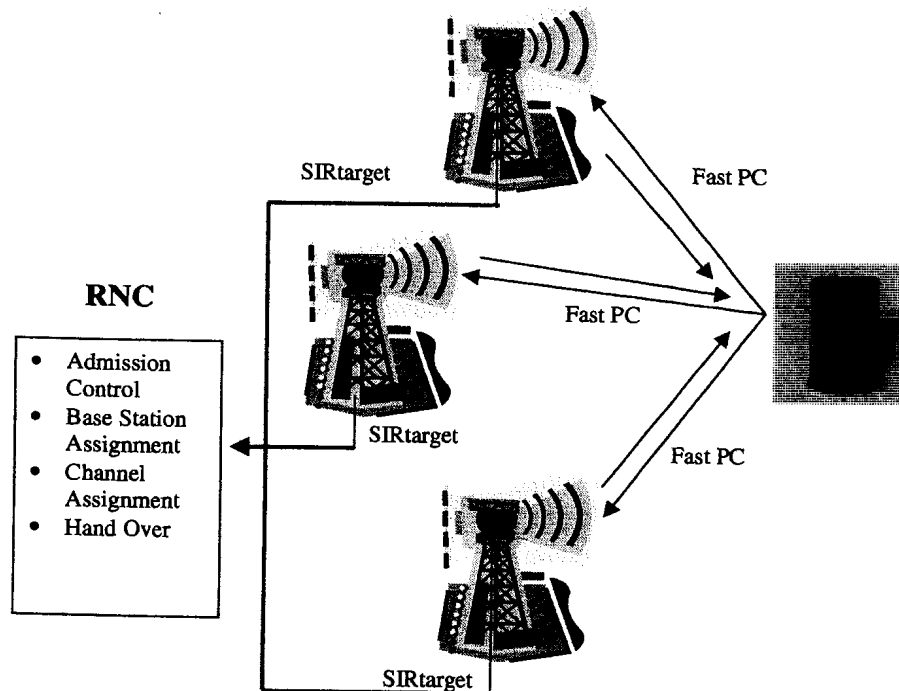 SIRtarget
Fast PC
RNC
Fast PC
• Admission
Control
• Base Station
Assignment
• Channel
Assignment
• Hand Over
SIRtarget
Fast PC
SIRtarget